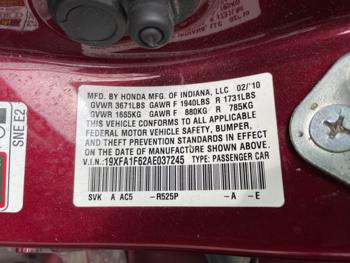 MFD. BY HONDA MFG. OF INDIANA, LLC 02/'10
GVWR 3671LBS GAWR F 1940LBS R 1731LBS
GVWR 1665KG GAWR F 880KG R 785KG
THIS VEHICLE CONFORMS TO ALL APPLICABLE
FEDERAL MOTOR VEHICLE SAFETY, BUMPER,
AND THEFT PREVENTION STANDARDS IN EFFECT
ON THE DATE OF MANUFACTURE SHOWN ABOVE.
V.I.N.: 19XFA1F62AE037245 TYPE: PASSENGER CAR
SVK A AC5 -R525P -A -E
SNE E2